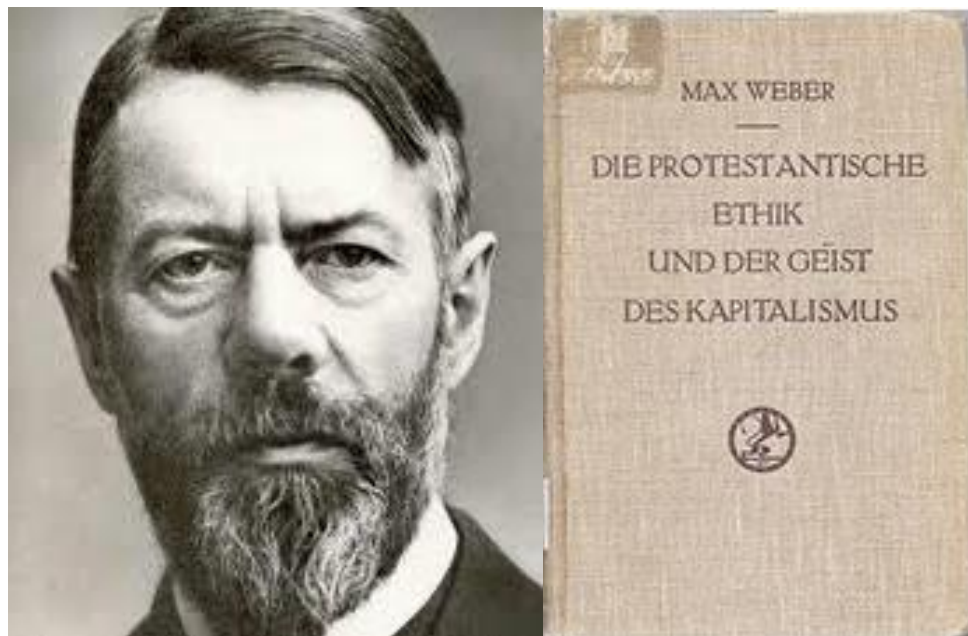 MAX WEBER
DIE PROTESTANTISCHE
ETHIK
UND DER GEIST
DES KAPITALISMUS